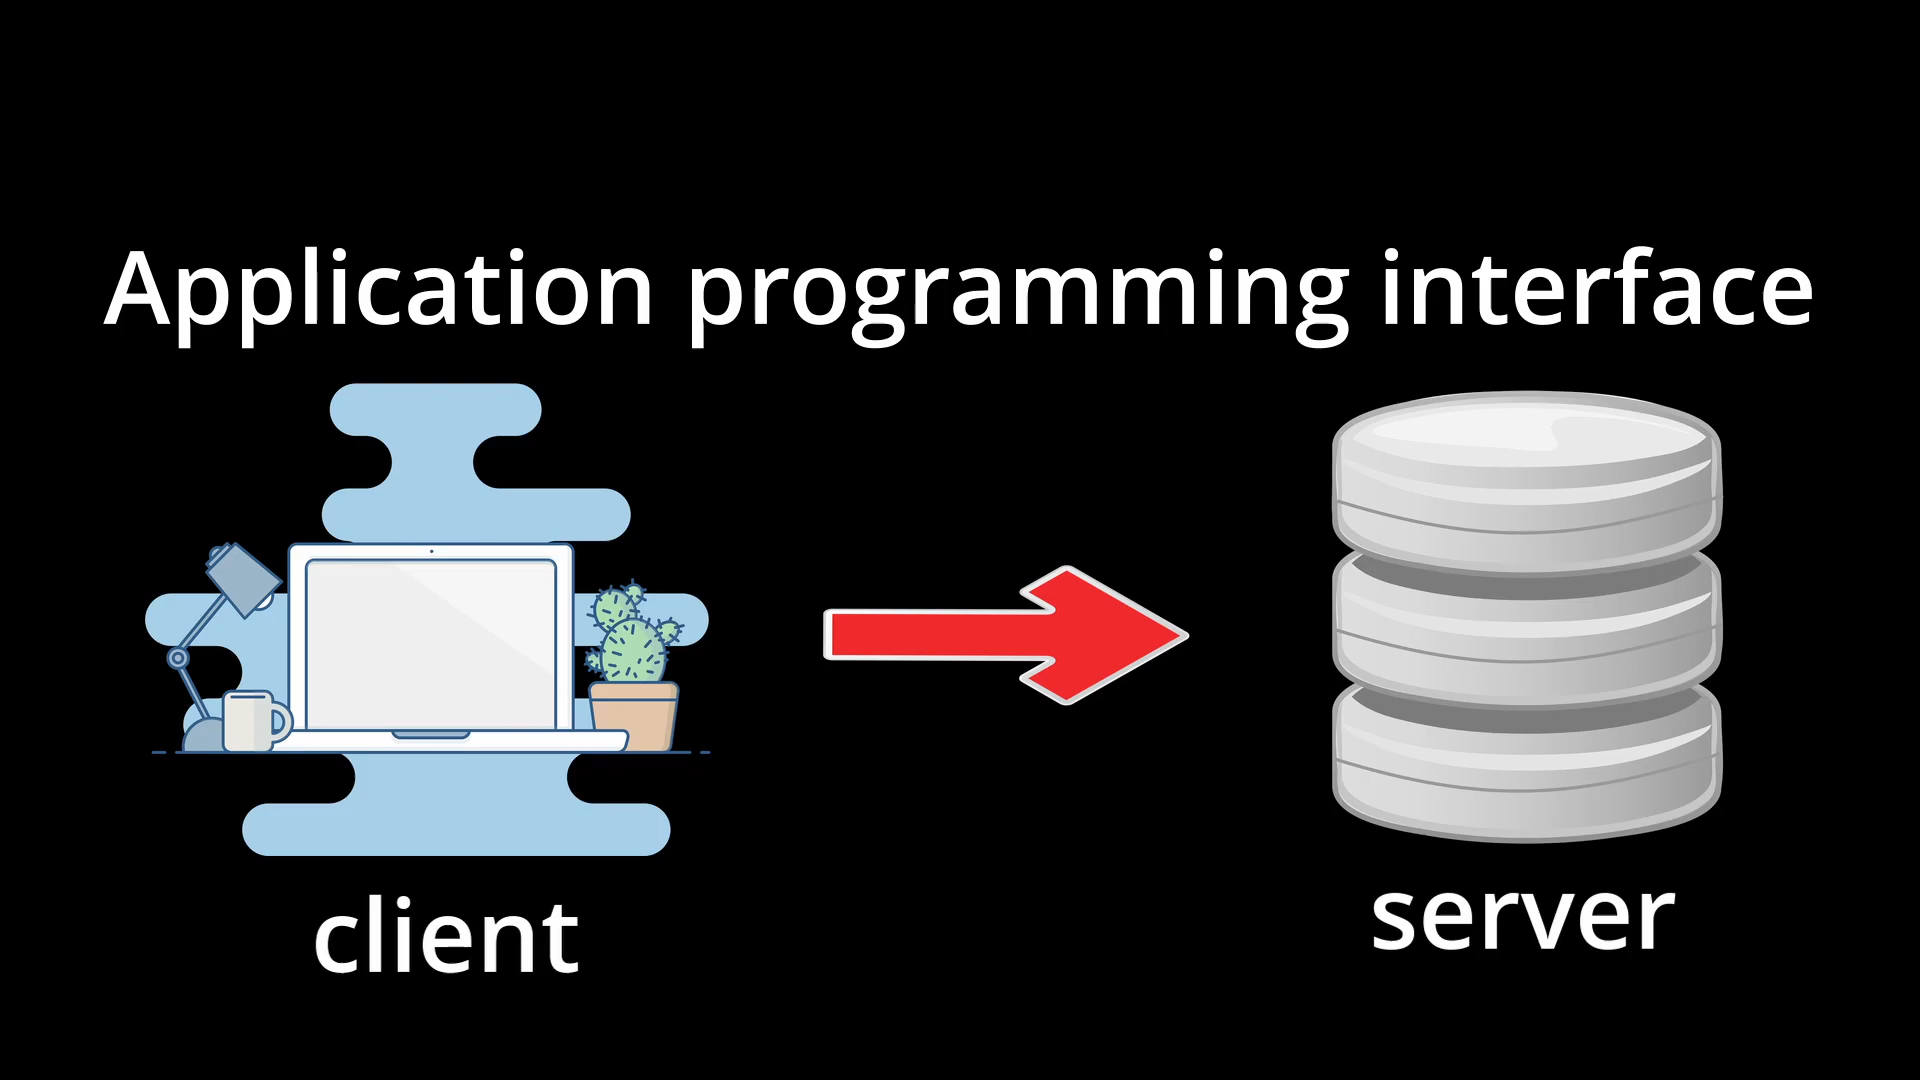 Application programming interface
client
server